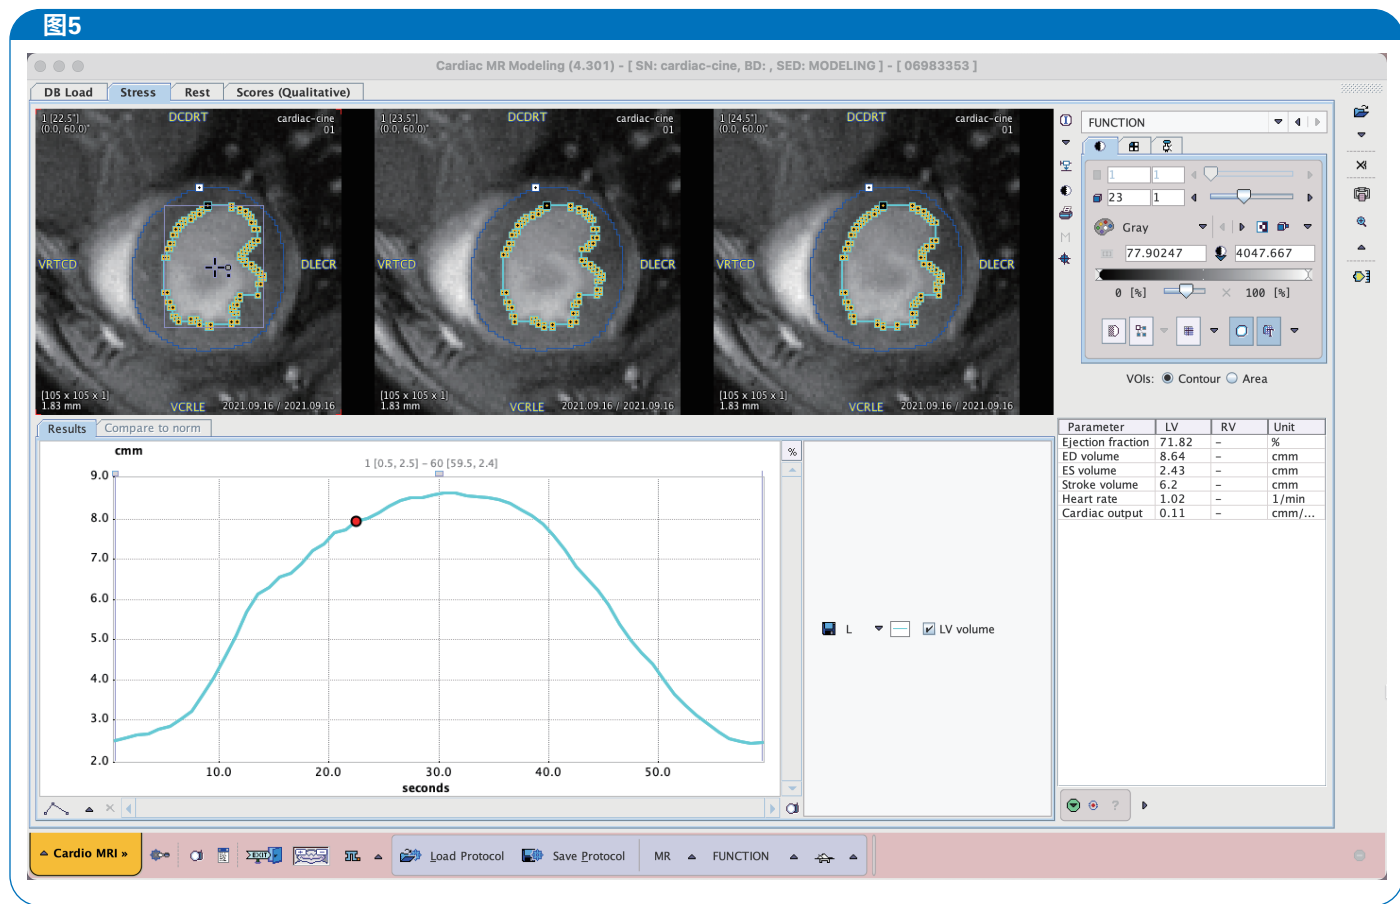 图5
Cardiac MR Modeling (4.301) - [ SN: cardiac-cine, BD: , SED: MODELING ] - [ 06983353 ]
DB Load Stress Rest Scores (Qualitative)
1 [22.5"] DCDRT cardiac-cine
(0.0, 60.0)" 01
VRTCD DLECR
[105 x 105 x 1]
1.83 mm VCRLE 2021.09.16 / 2021.09.16
1 [23.5"] DCDRT cardiac-cine
(0.0, 60.0)" 01
VRTCD DLECR
[105 x 105 x 1]
1.83 mm VCRLE 2021.09.16 / 2021.09.16
1 [24.5"] DCDRT cardiac-cine
(0.0, 60.0)" 01
VRTCD DLECR
[105 x 105 x 1]
1.83 mm VCRLE 2021.09.16 / 2021.09.16
FUNCTION
1 1
23 1
Gray
77.90247 4047.667
0 [%] 100 [%]
VOIs: Contour Area
Results Compare to norm
cmm
1 [0.5, 2.5] – 60 [59.5, 2.4]
%
9.0
8.0
7.0
6.0
5.0
4.0
3.0
2.0
10.0 20.0 30.0 40.0 50.0
seconds
L LV volume
Parameter LV RV Unit
Ejection fraction 71.82 – %
ED volume 8.64 – cmm
ES volume 2.43 – cmm
Stroke volume 6.2 – cmm
Heart rate 1.02 – 1/min
Cardiac output 0.11 – cmm/...
?
Cardio MRI » EXIT Load Protocol Save Protocol MR FUNCTION